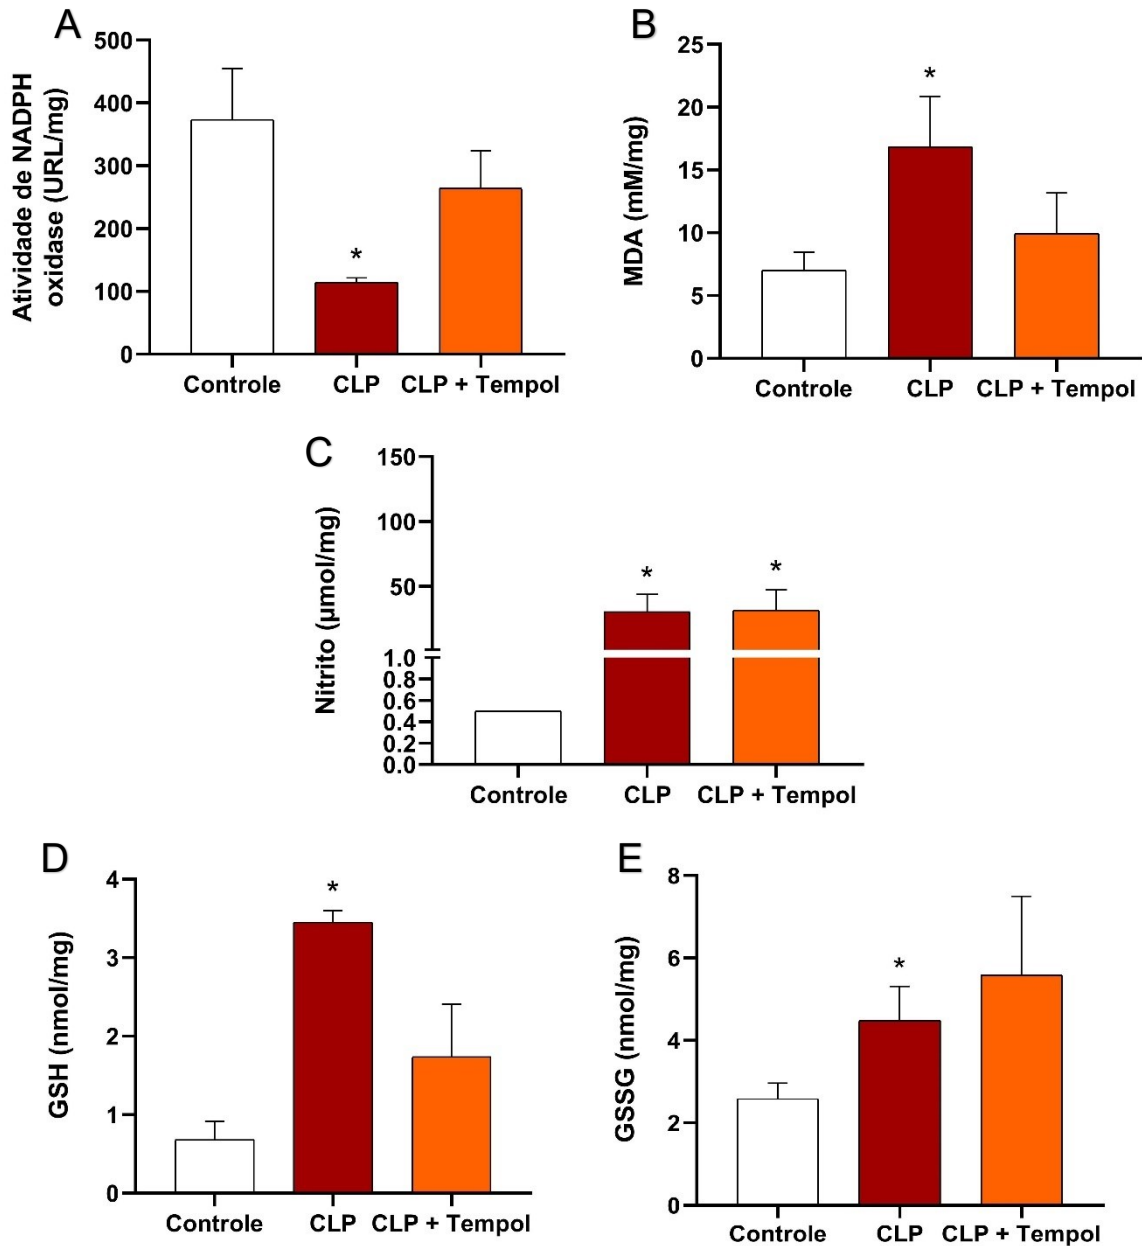 A
Atividade de NADPH
oxidase (URL/mg)
500
400
300
200
100
0
*
Controle
CLP
CLP + Tempol
B
MDA (mM/mg)
25
20
15
10
5
0
*
Controle
CLP
CLP + Tempol
C
Nitrito (µmol/mg)
150
100
50
1.0
0.8
0.6
0.4
0.2
0.0
*
*
Controle
CLP
CLP + Tempol
D
GSH (nmol/mg)
4
3
2
1
0
*
Controle
CLP
CLP + Tempol
E
GSSG (nmol/mg)
8
6
4
2
0
*
Controle
CLP
CLP + Tempol